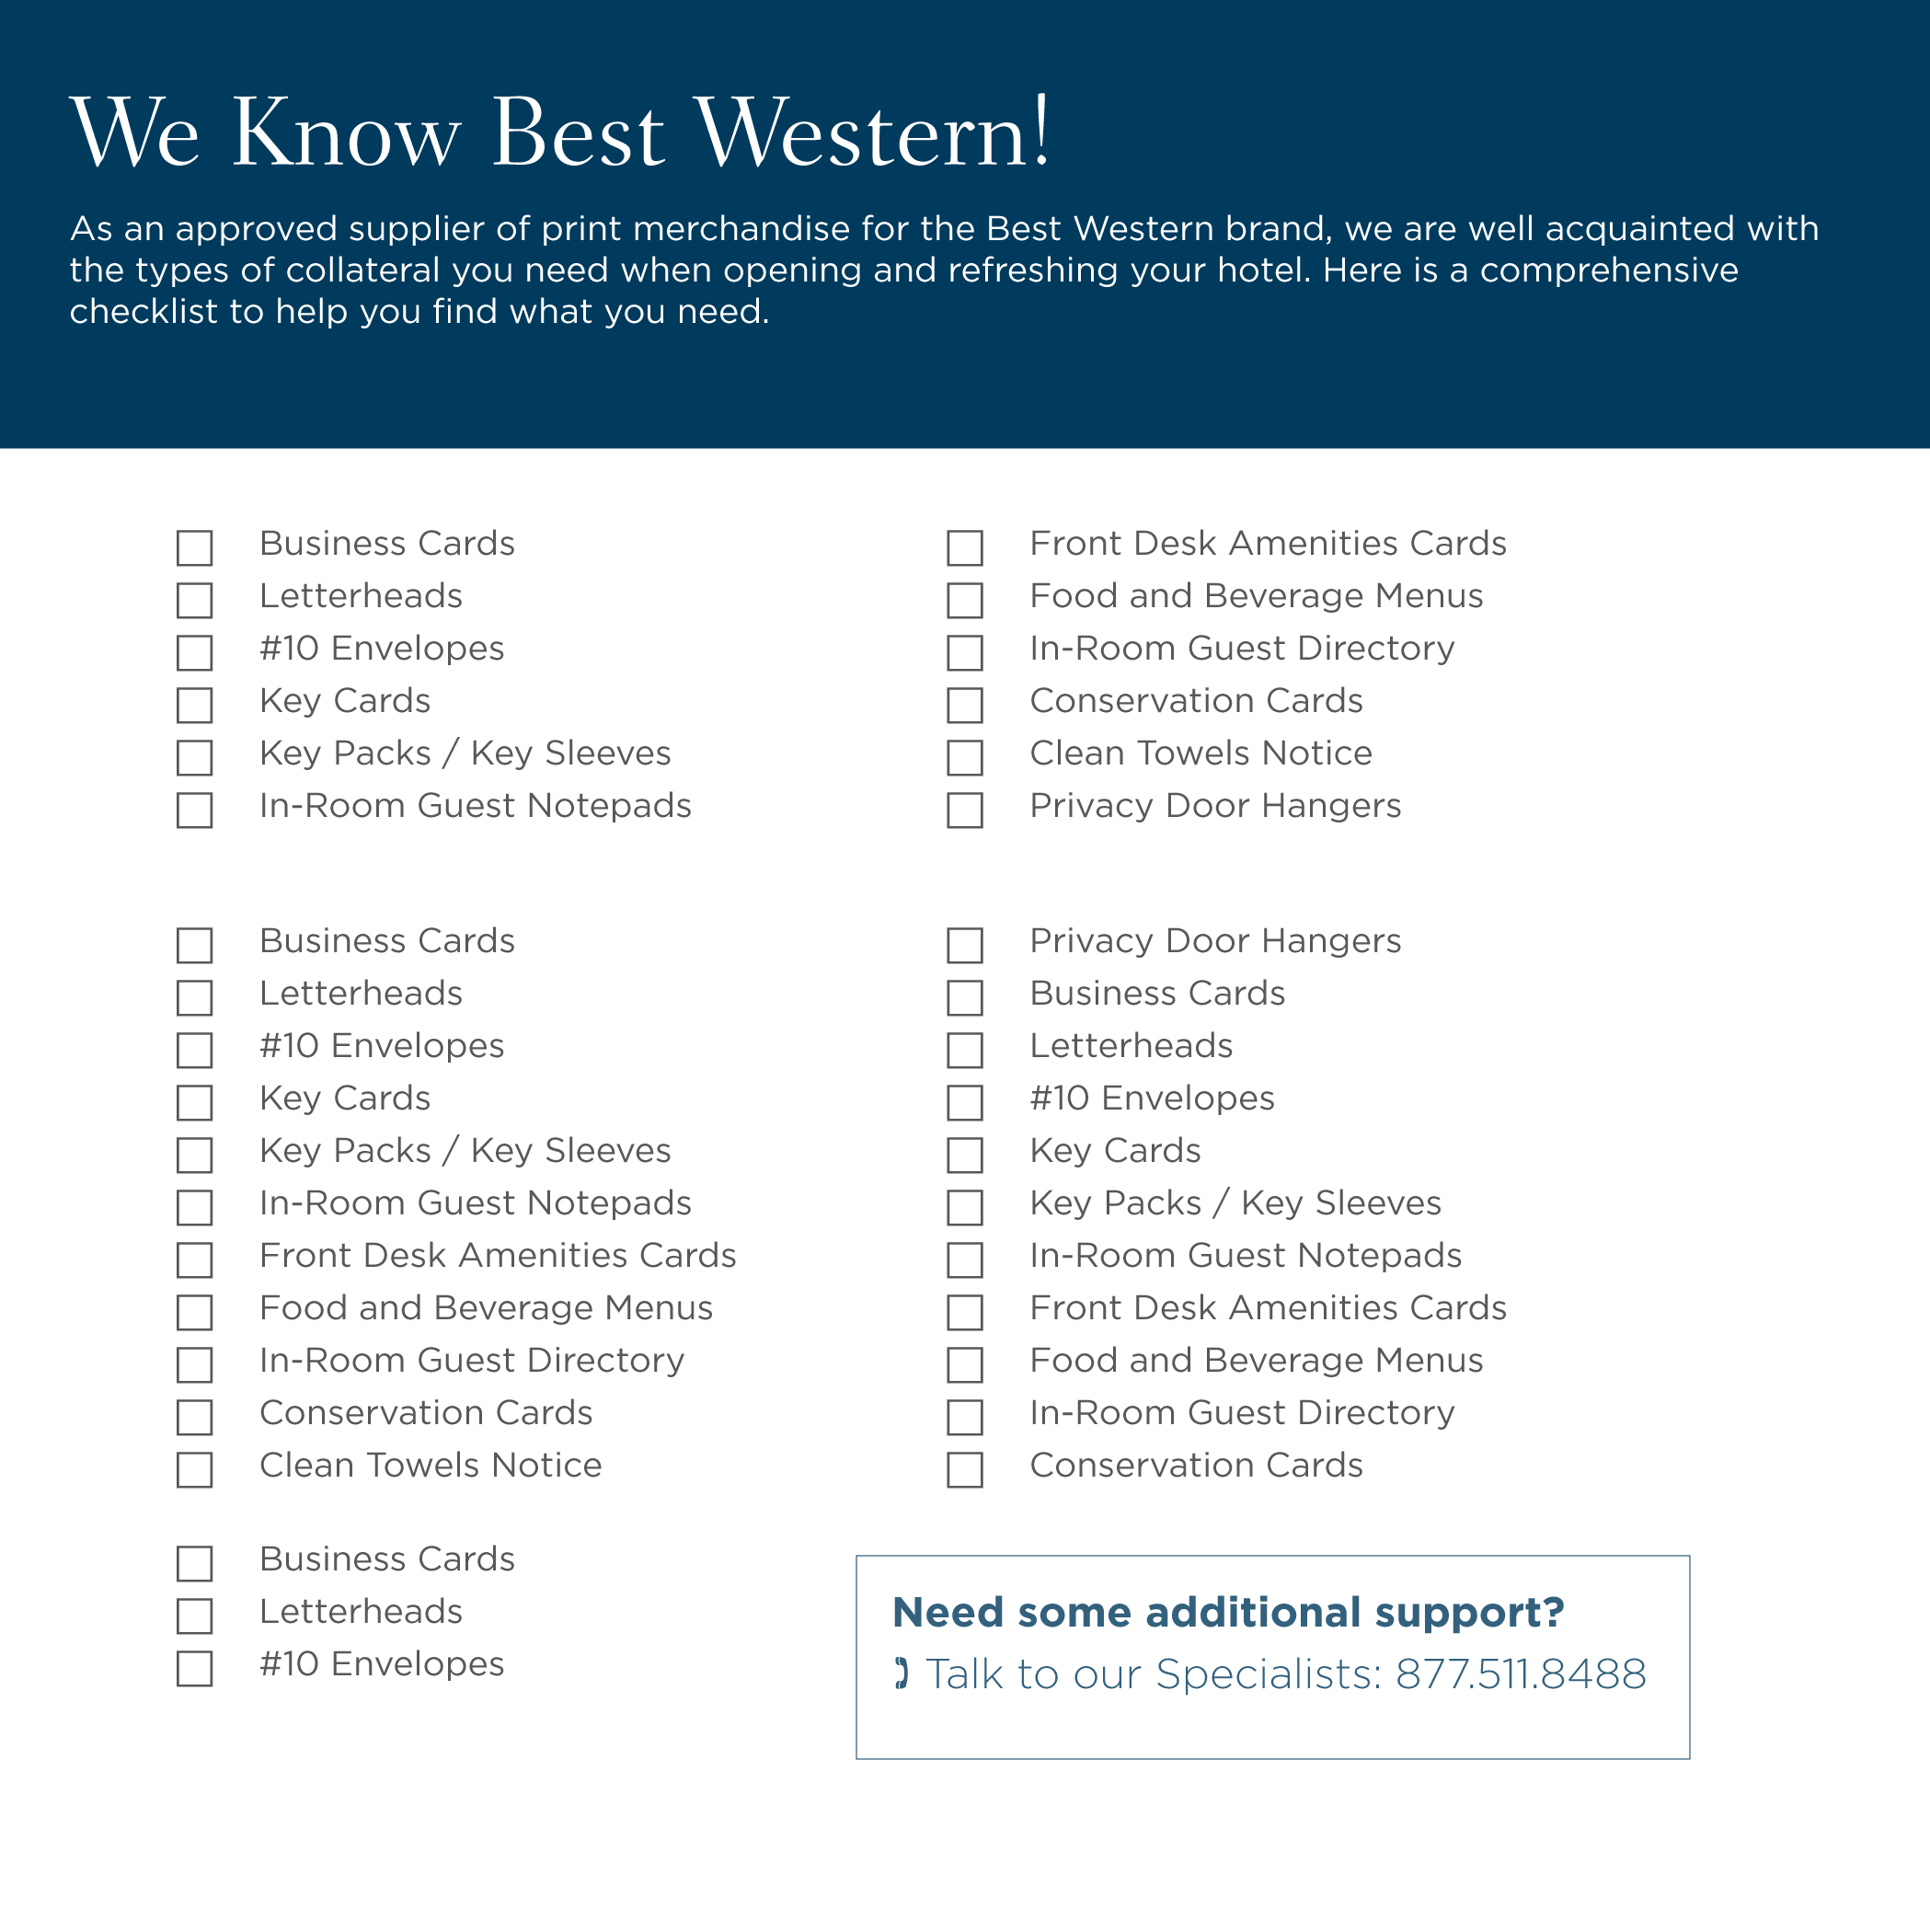 We Know Best Western!
As an approved supplier of print merchandise for the Best Western brand, we are well acquainted with
the types of collateral you need when opening and refreshing your hotel. Here is a comprehensive
checklist to help you find what you need.
Business Cards
Letterheads
#10 Envelopes
Key Cards
Key Packs / Key Sleeves
In-Room Guest Notepads
Front Desk Amenities Cards
Food and Beverage Menus
In-Room Guest Directory
Conservation Cards
Clean Towels Notice
Privacy Door Hangers
Business Cards
Letterheads
#10 Envelopes
Key Cards
Key Packs / Key Sleeves
In-Room Guest Notepads
Front Desk Amenities Cards
Food and Beverage Menus
In-Room Guest Directory
Conservation Cards
Clean Towels Notice
Privacy Door Hangers
Business Cards
Letterheads
#10 Envelopes
Key Cards
Key Packs / Key Sleeves
In-Room Guest Notepads
Front Desk Amenities Cards
Food and Beverage Menus
In-Room Guest Directory
Conservation Cards
Business Cards
Letterheads
#10 Envelopes
Need some additional support?
Talk to our Specialists: 877.511.8488